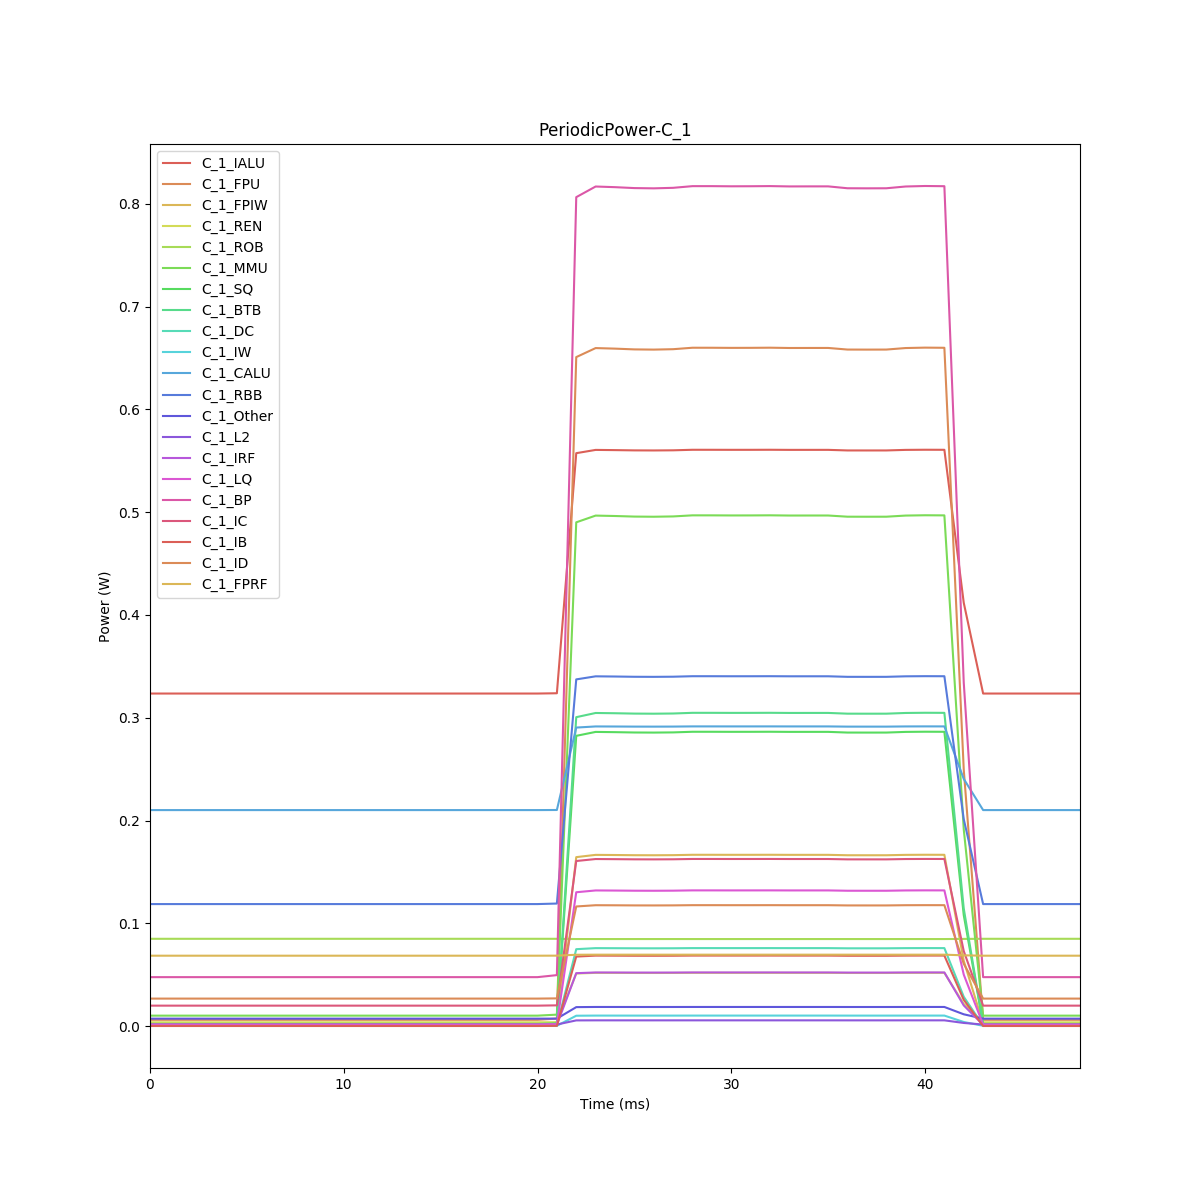 PeriodicPower-C_1
C_1_IALU
C_1_FPU
C_1_FPIW
C_1_REN
C_1_ROB
C_1_MMU
C_1_SQ
C_1_BTB
C_1_DC
C_1_IW
C_1_CALU
C_1_RBB
C_1_Other
C_1_L2
C_1_IRF
C_1_LQ
C_1_BP
C_1_IC
C_1_IB
C_1_ID
C_1_FPRF
0.8
0.7
0.6
0.5
0.4
0.3
0.2
0.1
0.0
Power (W)
0 10 20 30 40
Time (ms)